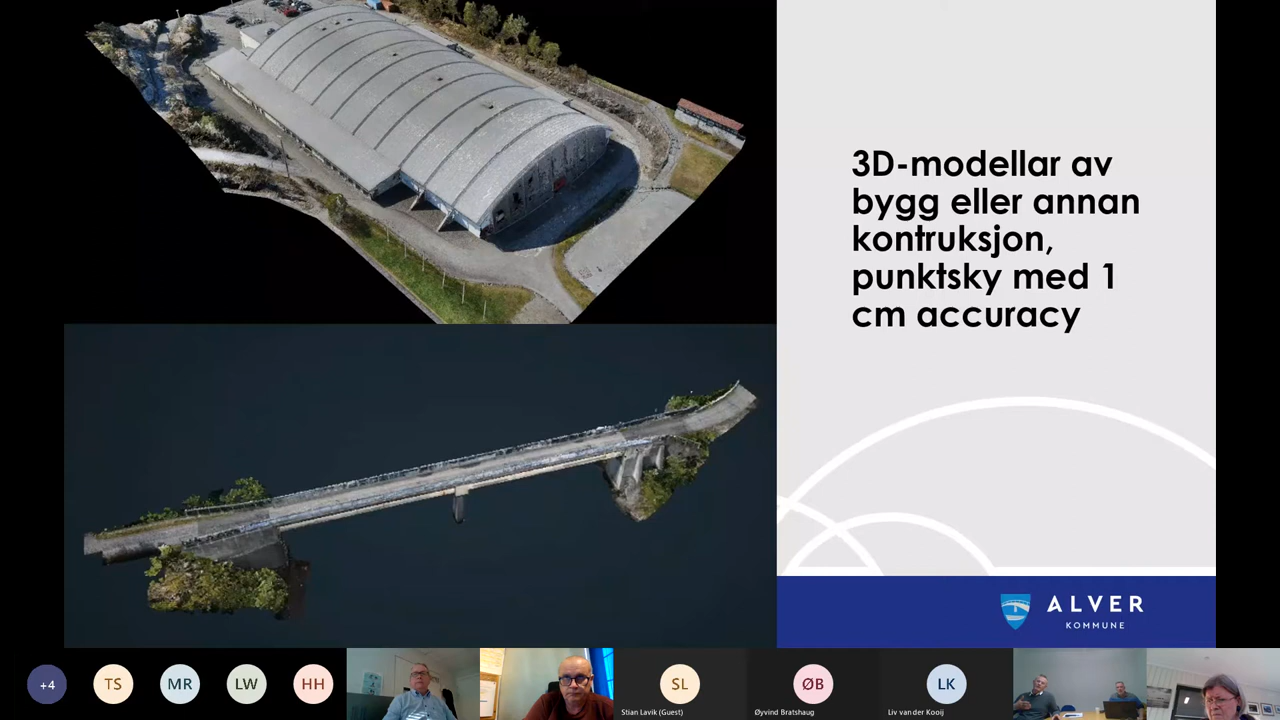 3D-modellar av
bygg eller annan
kontruksjon,
punktsky med 1
cm accuracy
ALVER
KOMMUNE
+4
TS
MR
LW
HH
SL
ØB
LK
Stian Lavik (Guest)
Øyvind Bratshaug
Liv van der Kooij